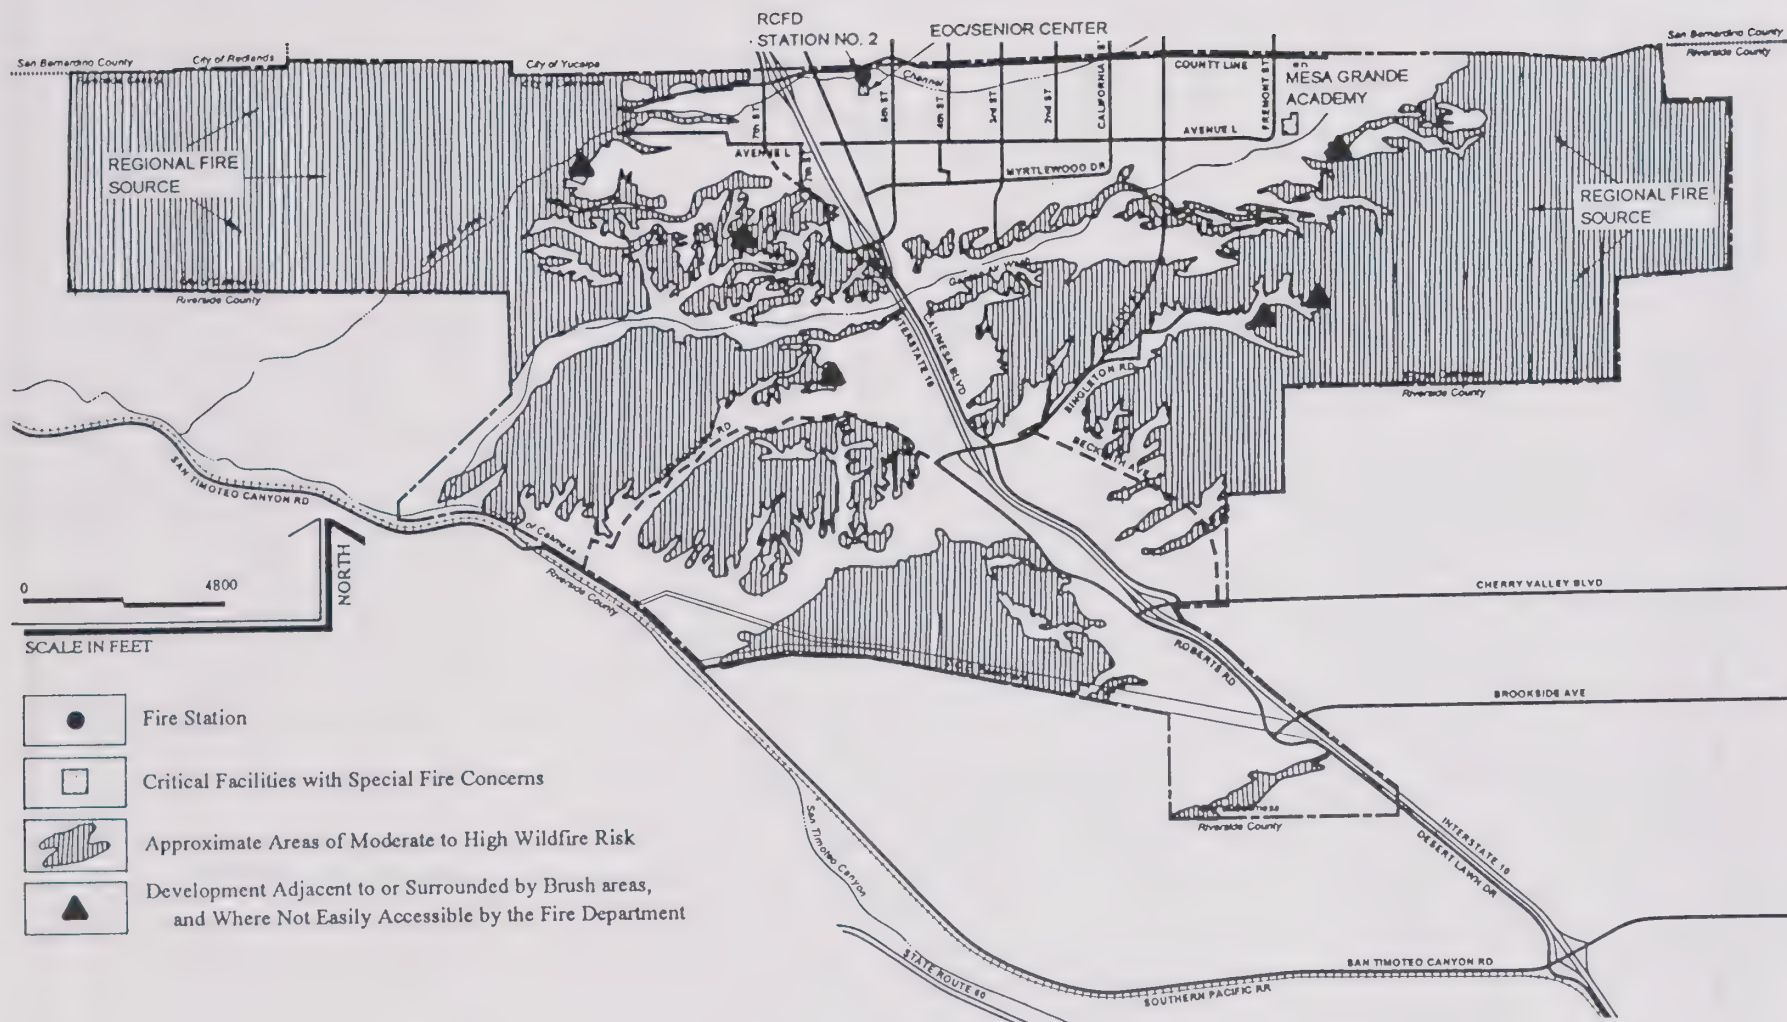 RCFD
STATION NO. 2
EOC/SENIOR CENTER
San Bernardino County
City of Redlands
City of Yucaipa
San Bernardino County
Riverside County
Channel
COUNTY LINE
MESA GRANDE
ACADEMY
7th ST
4th ST
3rd ST
2nd ST
CALIFORNIA ST
FREMONT ST
AVENUE L
AVENUE L
MYRTLEWOOD DR
REGIONAL FIRE
SOURCE
REGIONAL FIRE
SOURCE
Riverside County
INTERSTATE 10
CALIMESA BLVD
SINGLETON RD
Riverside County
RD
SAN TIMOTEO CANYON RD
of Calimesa
Riverside County
0
4800
NORTH
SCALE IN FEET
CHERRY VALLEY BLVD
ROBERTS RD
BROOKSIDE AVE
Fire Station
Critical Facilities with Special Fire Concerns
Approximate Areas of Moderate to High Wildfire Risk
Development Adjacent to or Surrounded by Brush areas,
and Where Not Easily Accessible by the Fire Department
Riverside County
INTERSTATE 10
DESERT LAWN DR
San Timoteo Canyon
STATE ROUTE 60
SAN TIMOTEO CANYON RD
SOUTHERN PACIFIC RR